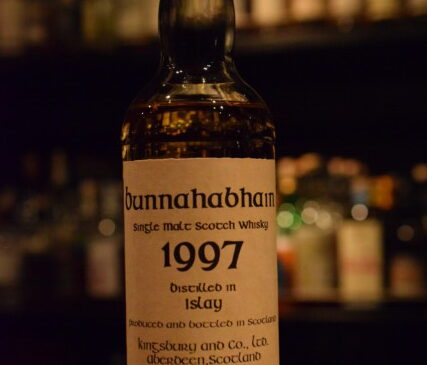 bunnahabhain
Single Malt Scotch Whisky
1997
Distilled in
Islay
produced and bottled in Scotland
Kingsbury and Co., Ltd.
Aberdeen, Scotland